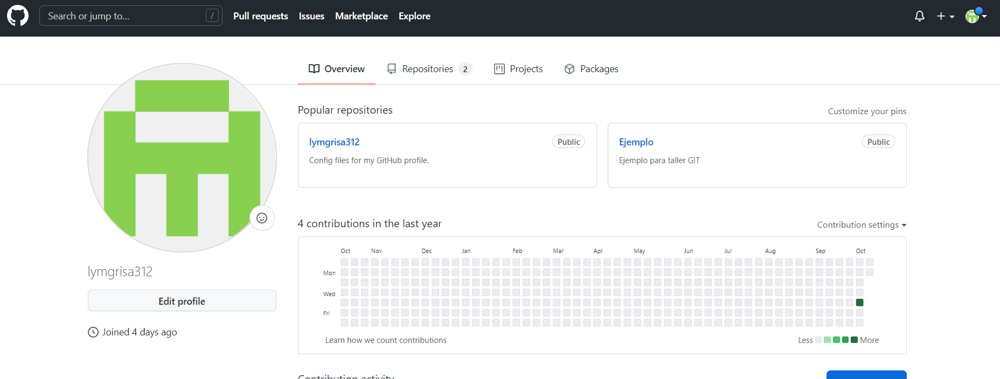 Search or jump to... / Pull requests Issues Marketplace Explore
Overview Repositories 2 Projects Packages
Popular repositories Customize your pins
lymgrisa312 Public
Config files for my GitHub profile.
Ejemplo Public
Ejemplo para taller GIT
4 contributions in the last year Contribution settings
Oct Nov Dec Jan Feb Mar Apr May Jun Jul Aug Sep Oct
Mon
Wed
Fri
Learn how we count contributions Less More
lymgrisa312
Edit profile
Joined 4 days ago
Contribution activity